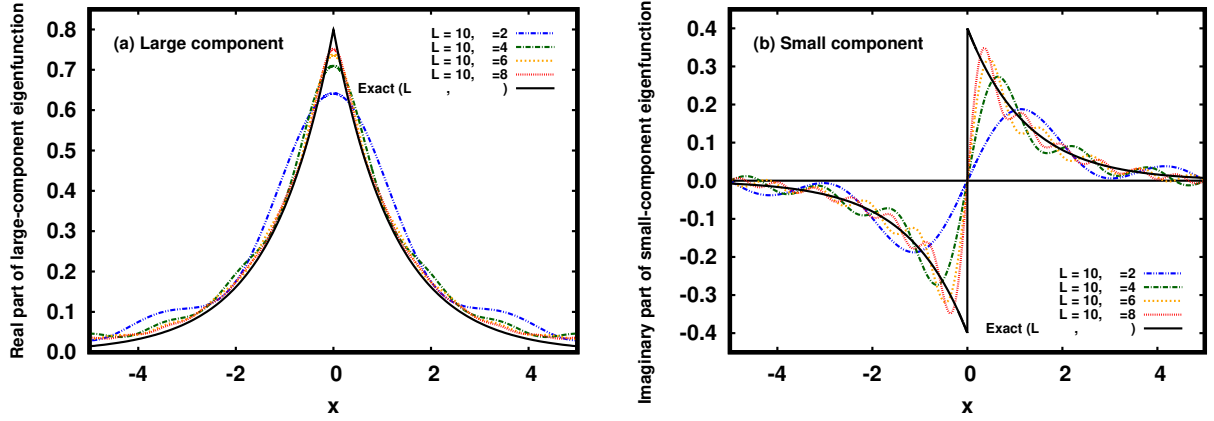 Real part of large-component eigenfunction
0.8
0.7
0.6
0.5
0.4
0.3
0.2
0.1
0.0
(a) Large component
L = 10, =2
L = 10, =4
L = 10, =6
L = 10, =8
Exact (L , )
-4 -2 0 2 4
x
Imaginary part of small-component eigenfunction
0.4
0.3
0.2
0.1
0.0
-0.1
-0.2
-0.3
-0.4
(b) Small component
L = 10, =2
L = 10, =4
L = 10, =6
L = 10, =8
Exact (L , )
-4 -2 0 2 4
x